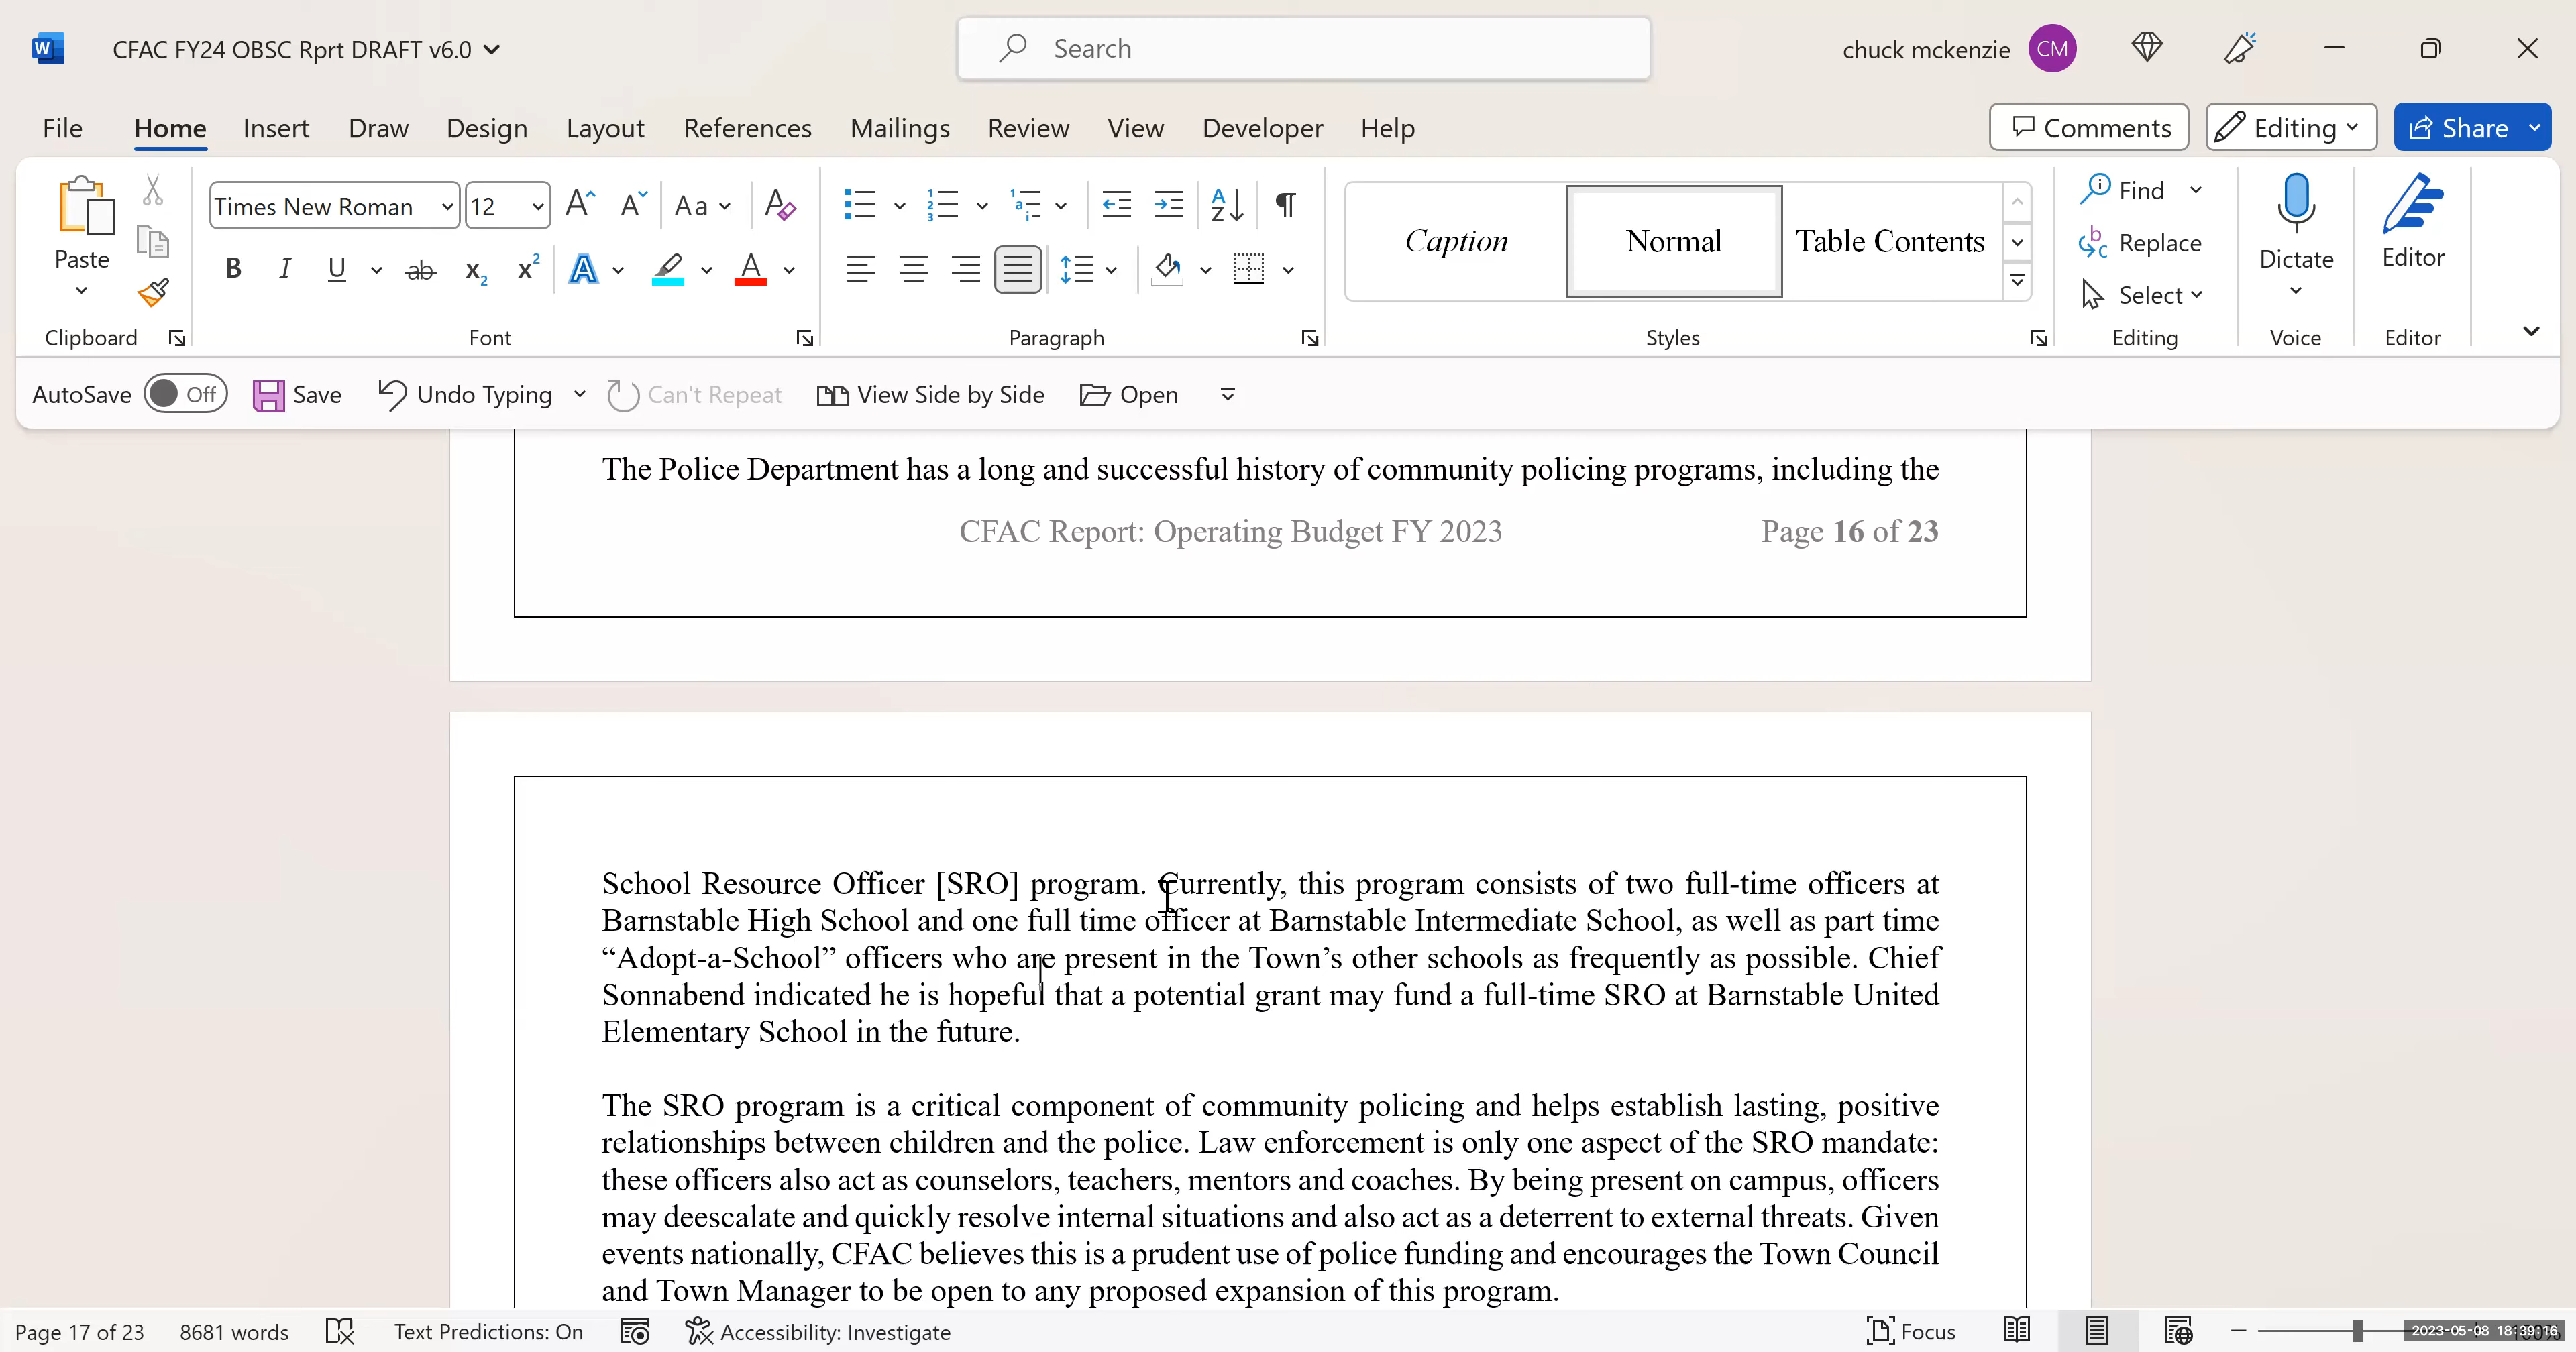 CFAC FY24 OBSC Rprt DRAFT v6.0
Search
chuck mckenzie CM
File Home Insert Draw Design Layout References Mailings Review View Developer Help
Comments Editing Share
Paste
Times New Roman 12
Aa
B I U ab x2 x2 A A
Clipboard Font Paragraph
Caption Normal Table Contents
Styles
Find
Replace
Select
Editing
Dictate
Voice
Editor
Editor
AutoSave Off Save Undo Typing Can't Repeat View Side by Side Open
The Police Department has a long and successful history of community policing programs, including the
CFAC Report: Operating Budget FY 2023 Page 16 of 23
School Resource Officer [SRO] program. Currently, this program consists of two full-time officers at
Barnstable High School and one full time officer at Barnstable Intermediate School, as well as part time
“Adopt-a-School” officers who are present in the Town’s other schools as frequently as possible. Chief
Sonnabend indicated he is hopeful that a potential grant may fund a full-time SRO at Barnstable United
Elementary School in the future.
The SRO program is a critical component of community policing and helps establish lasting, positive
relationships between children and the police. Law enforcement is only one aspect of the SRO mandate:
these officers also act as counselors, teachers, mentors and coaches. By being present on campus, officers
may deescalate and quickly resolve internal situations and also act as a deterrent to external threats. Given
events nationally, CFAC believes this is a prudent use of police funding and encourages the Town Council
and Town Manager to be open to any proposed expansion of this program.
Page 17 of 23 8681 words Text Predictions: On Accessibility: Investigate Focus
2023-05-08 18:39:16